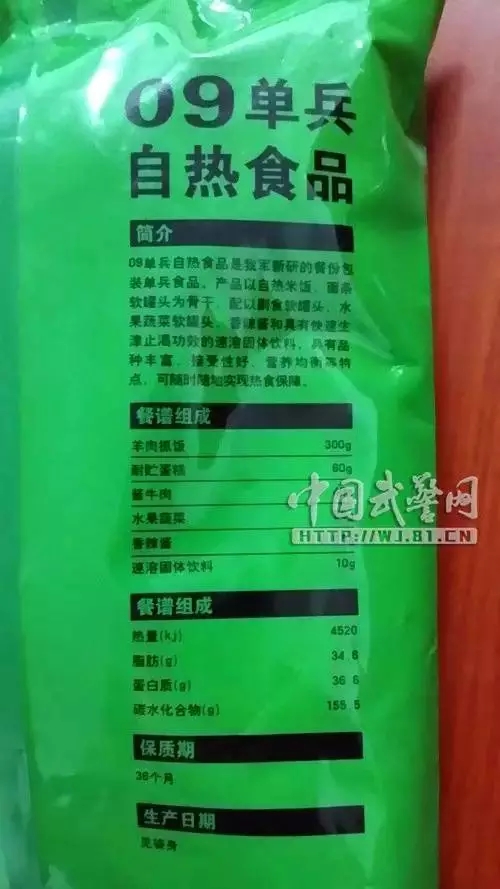 09单兵
自热食品
简介
09单兵自热食品是我军新研的餐份包
装单兵食品。产品以自热米饭、面条
软罐头为骨干，配以副食软罐头、水
果蔬菜软罐头、香辣酱和具有快速生
津止渴功效的速溶固体饮料，具有品
种丰富、接受性好、营养均衡等特
点，可随时随地实现热食保障。
餐谱组成
羊肉抓饭 300g
耐贮蛋糕 60g
酱牛肉
水果蔬菜
香辣酱
速溶固体饮料 10g
中国武警网
HTTP://WJ.81.CN
餐谱组成
热量(kj) 4520
脂肪(g) 34.6
蛋白质(g) 36.6
碳水化合物(g) 155.5
保质期
36个月
生产日期
见袋身